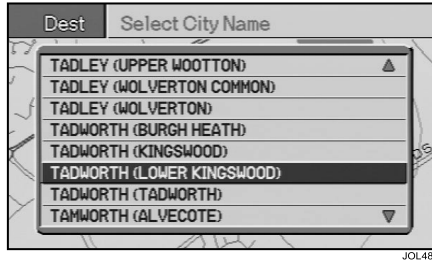 Dest Select City Name
TADLEY (UPPER WOOTTON)
TADLEY (WOLVERTON COMMON)
TADLEY (WOLVERTON)
TADWORTH (BURGH HEATH)
TADWORTH (KINGSWOOD)
TADWORTH (LOWER KINGSWOOD)
TADWORTH (TADWORTH)
TAMWORTH (ALVECOTE)
JOL48